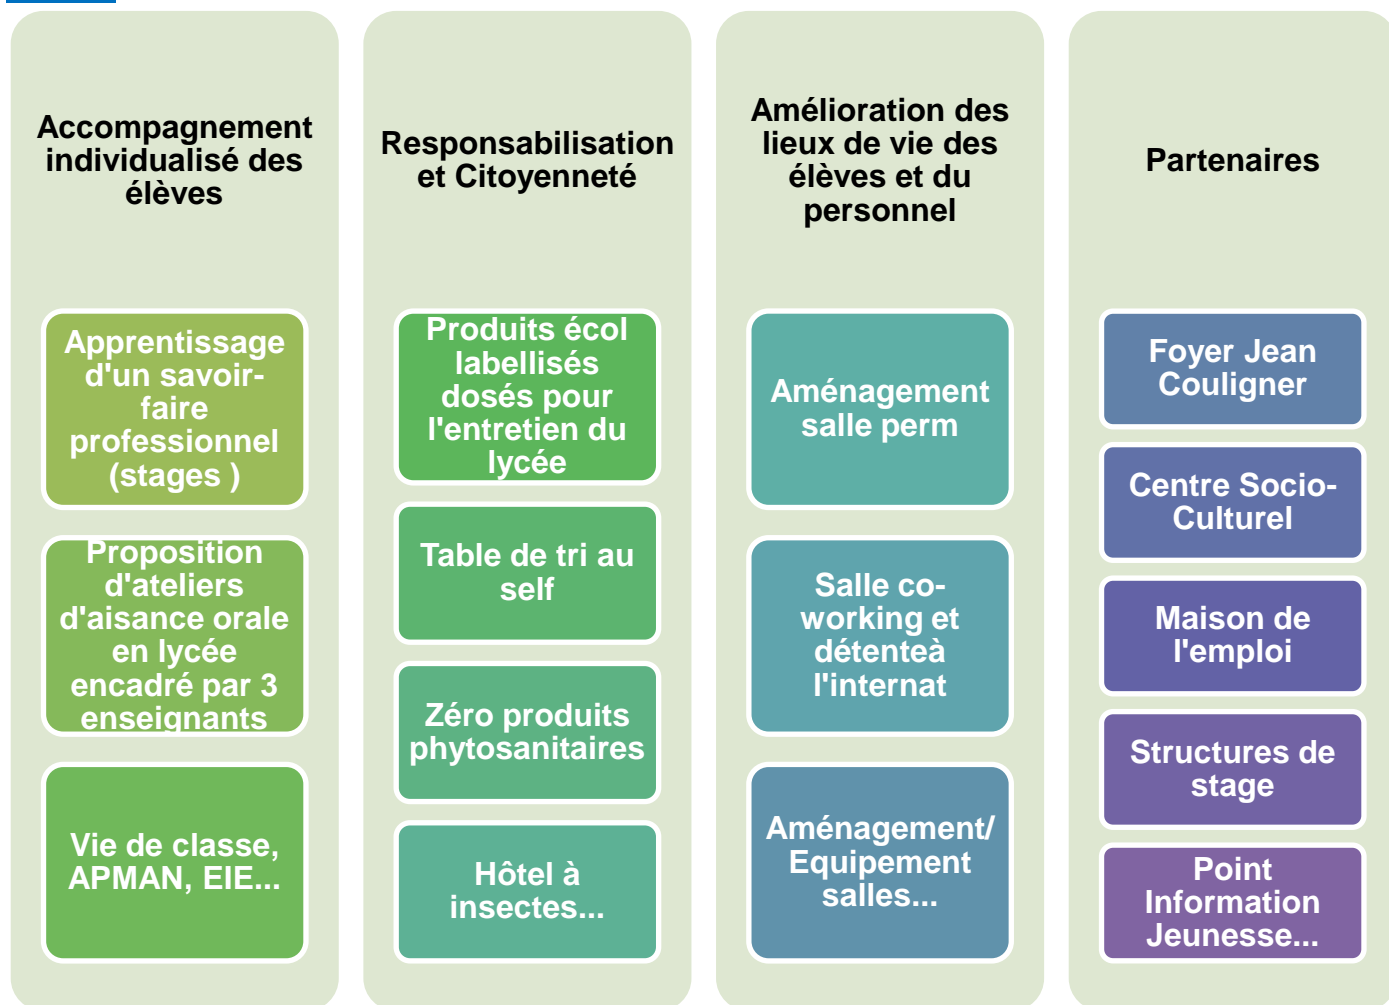 Accompagnement
individualisé des
élèves
Apprentissage
d'un savoir-
faire
professionnel
(stages )
Proposition
d'ateliers
d'aisance orale
en lycée
encadré par 3
enseignants
Vie de classe,
APMAN, EIE...
Responsabilisation
et Citoyenneté
Produits écol
labellisés
dosés pour
l'entretien du
lycée
Table de tri au
self
Zéro produits
phytosanitaires
Hôtel à
insectes...
Amélioration des
lieux de vie des
élèves et du
personnel
Aménagement
salle perm
Salle co-
working et
détenteà
l'internat
Aménagement/
Equipement
salles...
Partenaires
Foyer Jean
Couligner
Centre Socio-
Culturel
Maison de
l'emploi
Structures de
stage
Point
Information
Jeunesse...